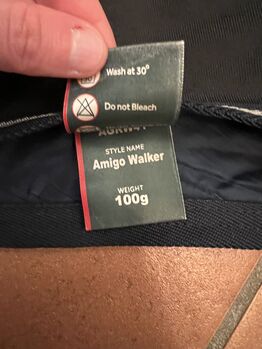 Wash at 30°
Do not Bleach
STYLE NAME
Amigo Walker
WEIGHT
100g